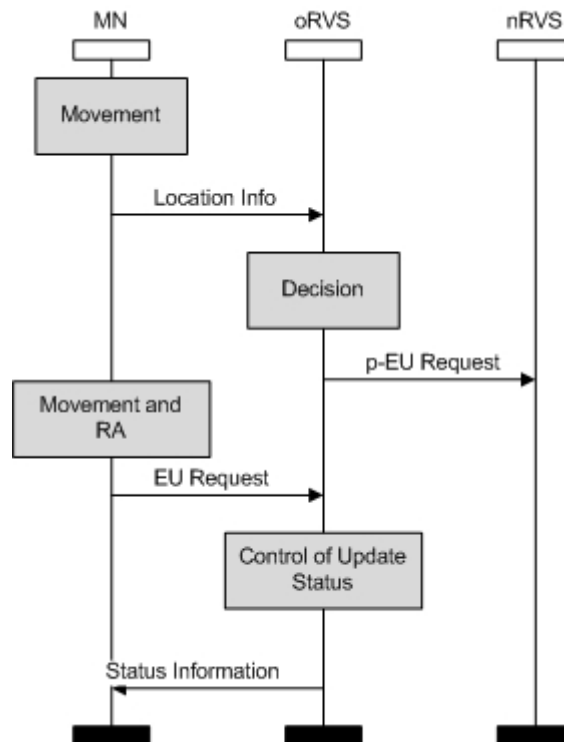 MN
oRVS
nRVS
Movement
Location Info
Decision
p-EU Request
Movement and
RA
EU Request
Control of Update
Status
Status Information